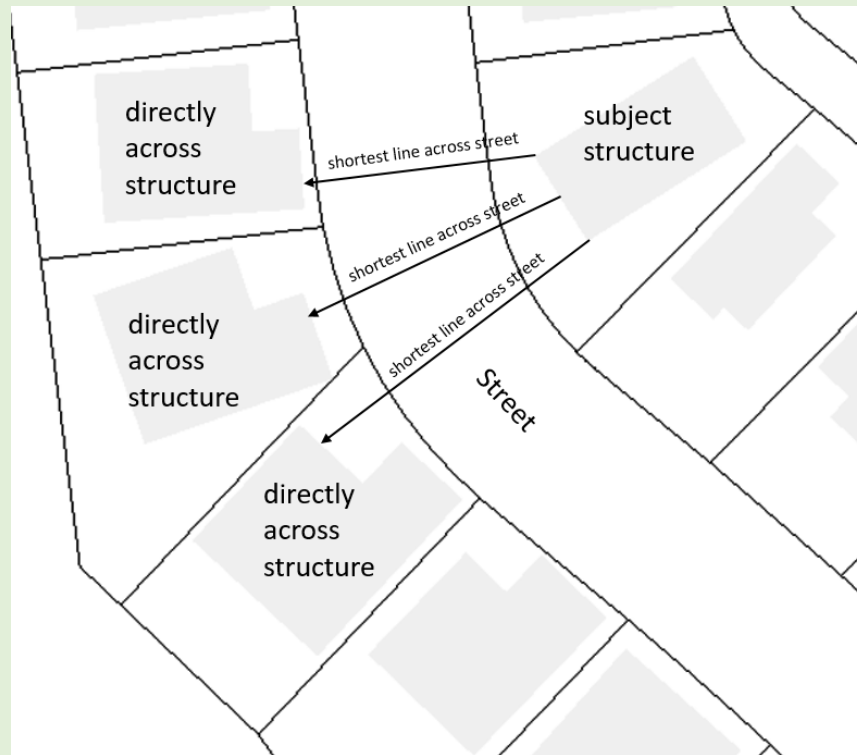 directly
across
structure
shortest line across street
subject
structure
shortest line across street
directly
across
structure
shortest line across street
Street
directly
across
structure